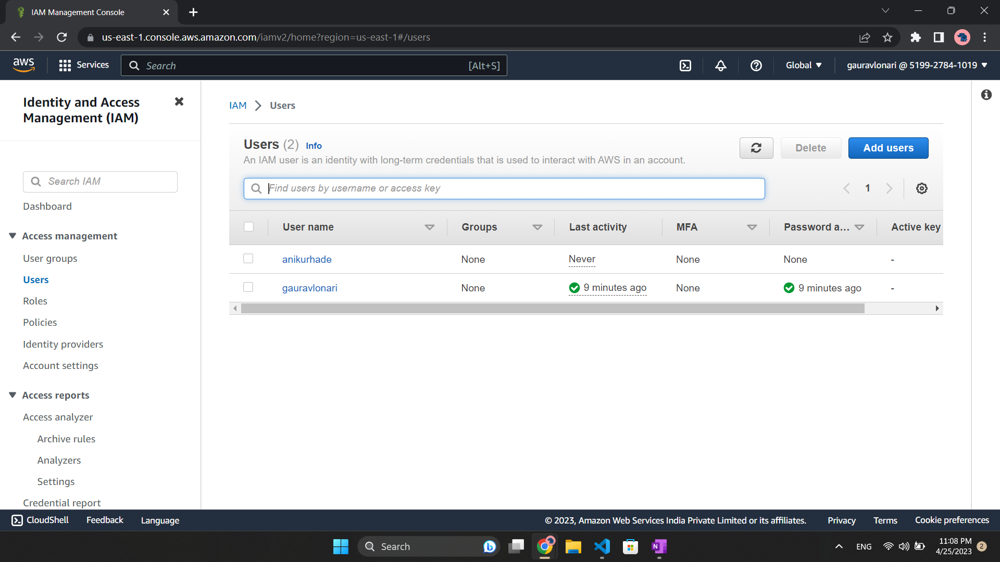 IAM Management Console
us-east-1.console.aws.amazon.com/iamv2/home?region=us-east-1#/users
aws
Services
Search
[Alt+S]
Global
gauravlonari @ 5199-2784-1019
Identity and Access
Management (IAM)
Search IAM
Dashboard
Access management
User groups
Users
Roles
Policies
Identity providers
Account settings
Access reports
Access analyzer
Archive rules
Analyzers
Settings
Credential report
IAM
Users
Users (2) Info
An IAM user is an identity with long-term credentials that is used to interact with AWS in an account.
Delete
Add users
Find users by username or access key
1
User name Groups Last activity MFA Password a... Active key
anikurhade None Never None None -
gauravlonari None 9 minutes ago None 9 minutes ago -
CloudShell Feedback Language
© 2023, Amazon Web Services India Private Limited or its affiliates. Privacy Terms Cookie preferences
Search
ENG
11:08 PM
4/25/2023
2